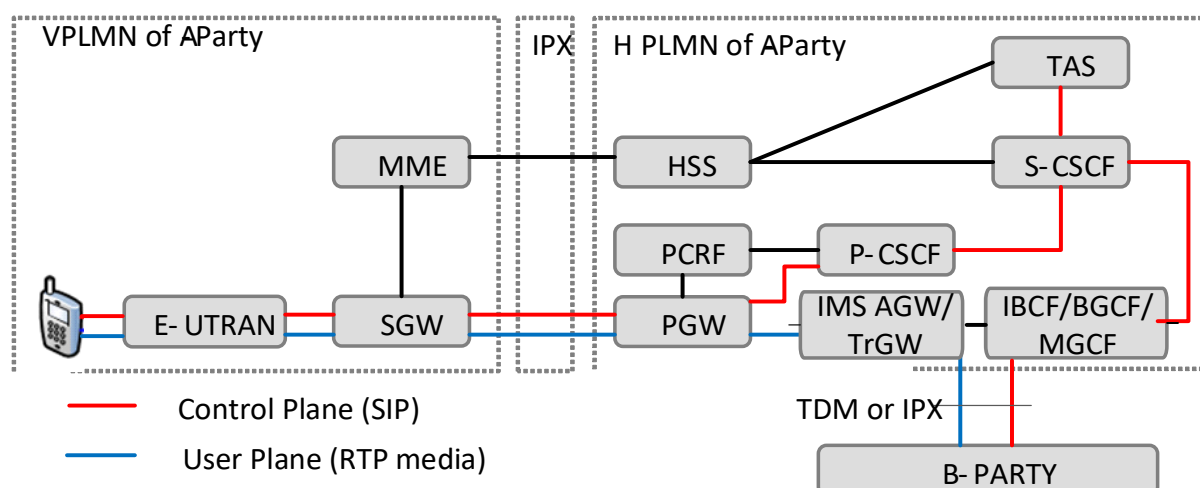 VPLMN of AParty
IPX
H PLMN of AParty
TAS
MME
HSS
S-CSCF
PCRF
P-CSCF
E-UTRAN
SGW
PGW
IMS AGW/
TrGW
IBCF/BGCF/
MGCF
Control Plane (SIP)
TDM or IPX
User Plane (RTP media)
B-PARTY